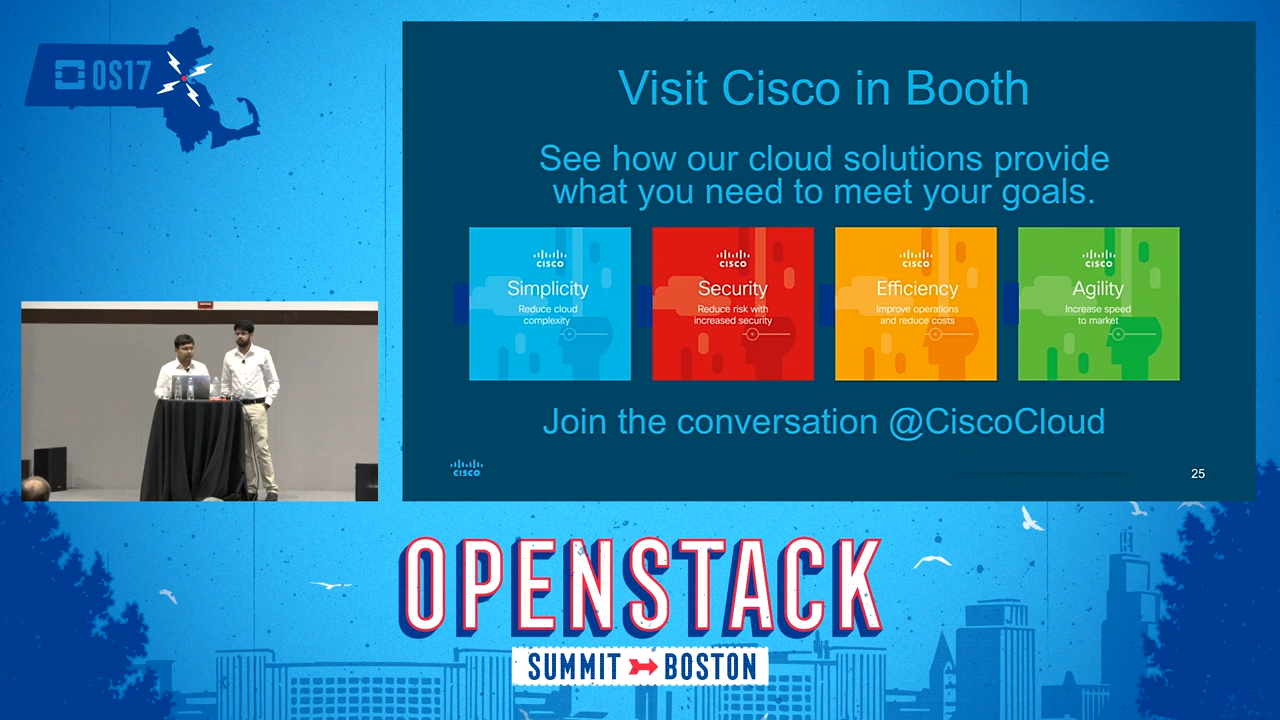 OS17
Visit Cisco in Booth
See how our cloud solutions provide
what you need to meet your goals.
CISCO
Simplicity
Reduce cloud
complexity
CISCO
Security
Reduce risk with
increased security
CISCO
Efficiency
Improve operations
and reduce costs
CISCO
Agility
Increase speed
to market
Join the conversation @CiscoCloud
CISCO
25
OPENSTACK
SUMMIT BOSTON